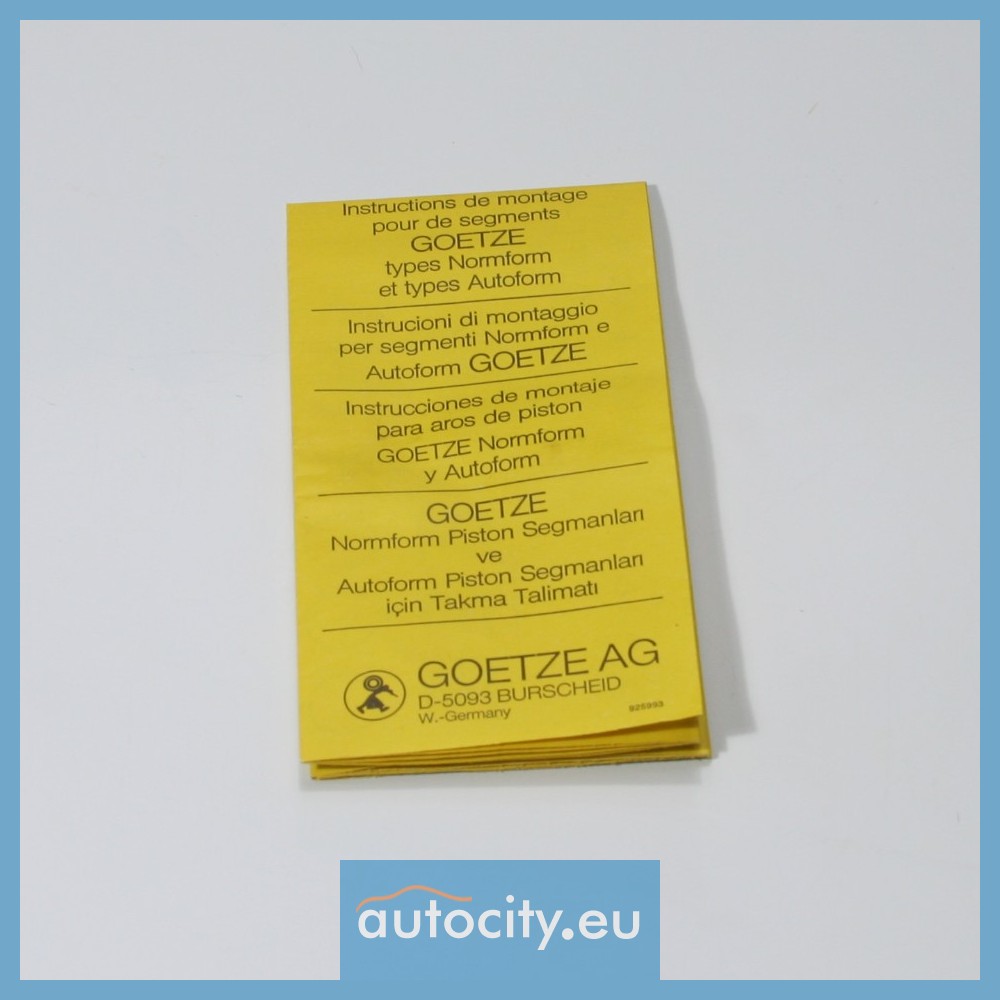 Instructions de montage
pour de segments
GOETZE
types Normform
et types Autoform
Instrucioni di montaggio
per segmenti Normform e
Autoform GOETZE
Instrucciones de montaje
para aros de piston
GOETZE Normform
y Autoform
GOETZE
Normform Piston Segmanları
ve
Autoform Piston Segmanları
için Takma Talimatı
GOETZE AG
D-5093 BURSCHEID
W.-Germany
925993
autocity.eu